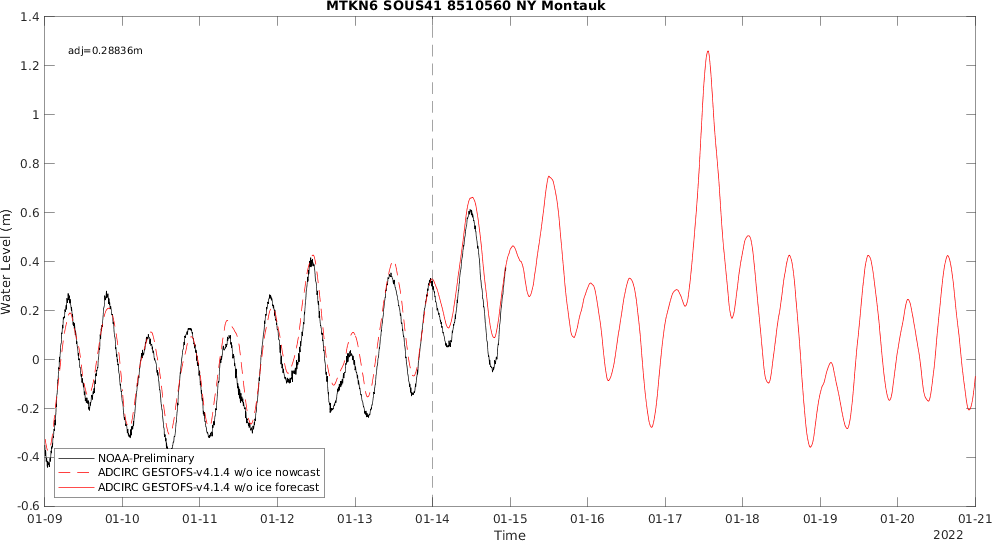 MTKN6 SOUS41 8510560 NY Montauk
adj=0.28836m
1.4
1.2
1
0.8
0.6
0.4
0.2
0
-0.2
-0.4
-0.6
Water Level (m)
NOAA-Preliminary
ADCIRC GESTOFS-v4.1.4 w/o ice nowcast
ADCIRC GESTOFS-v4.1.4 w/o ice forecast
01-09 01-10 01-11 01-12 01-13 01-14 01-15 01-16 01-17 01-18 01-19 01-20 01-21
Time
2022